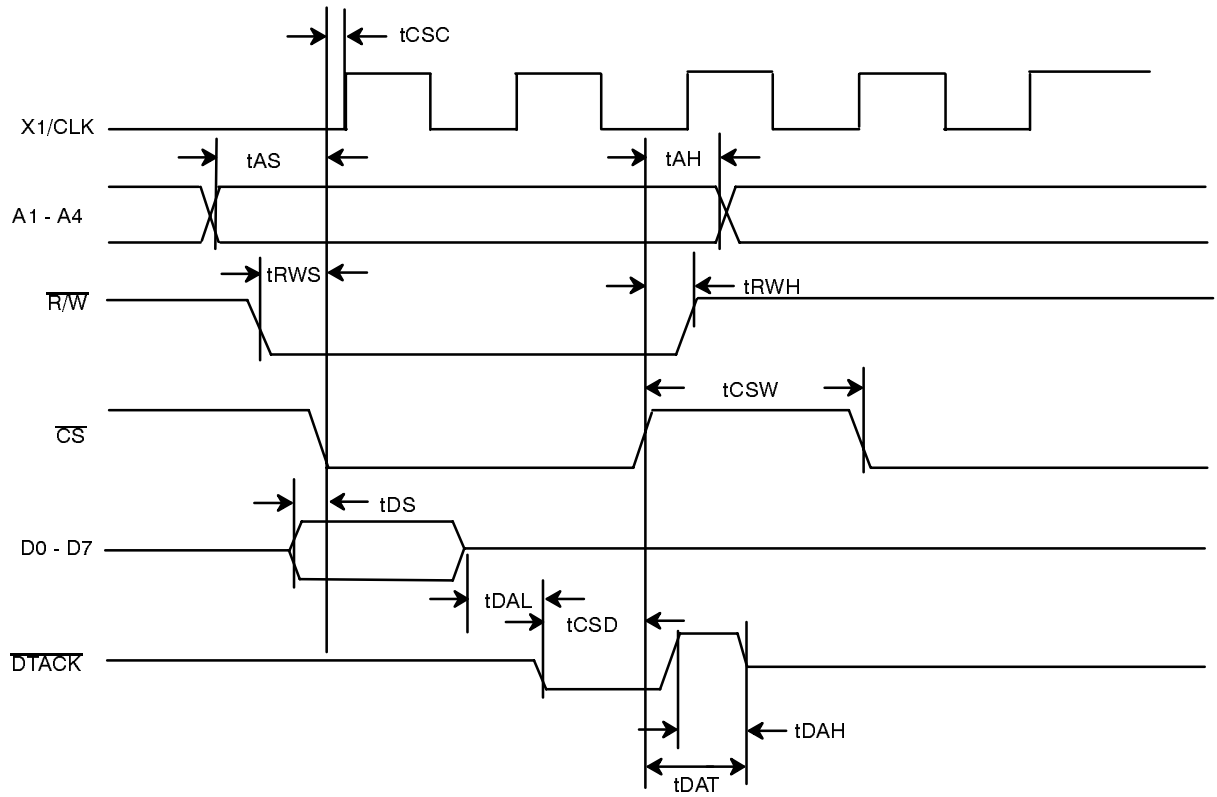 tCSC
X1/CLK
tAS
tAH
A1 - A4
tRWS
tRWH
R/W
tCSW
CS
tDS
D0 - D7
tDAL
tCSD
DTACK
tDAH
tDAT